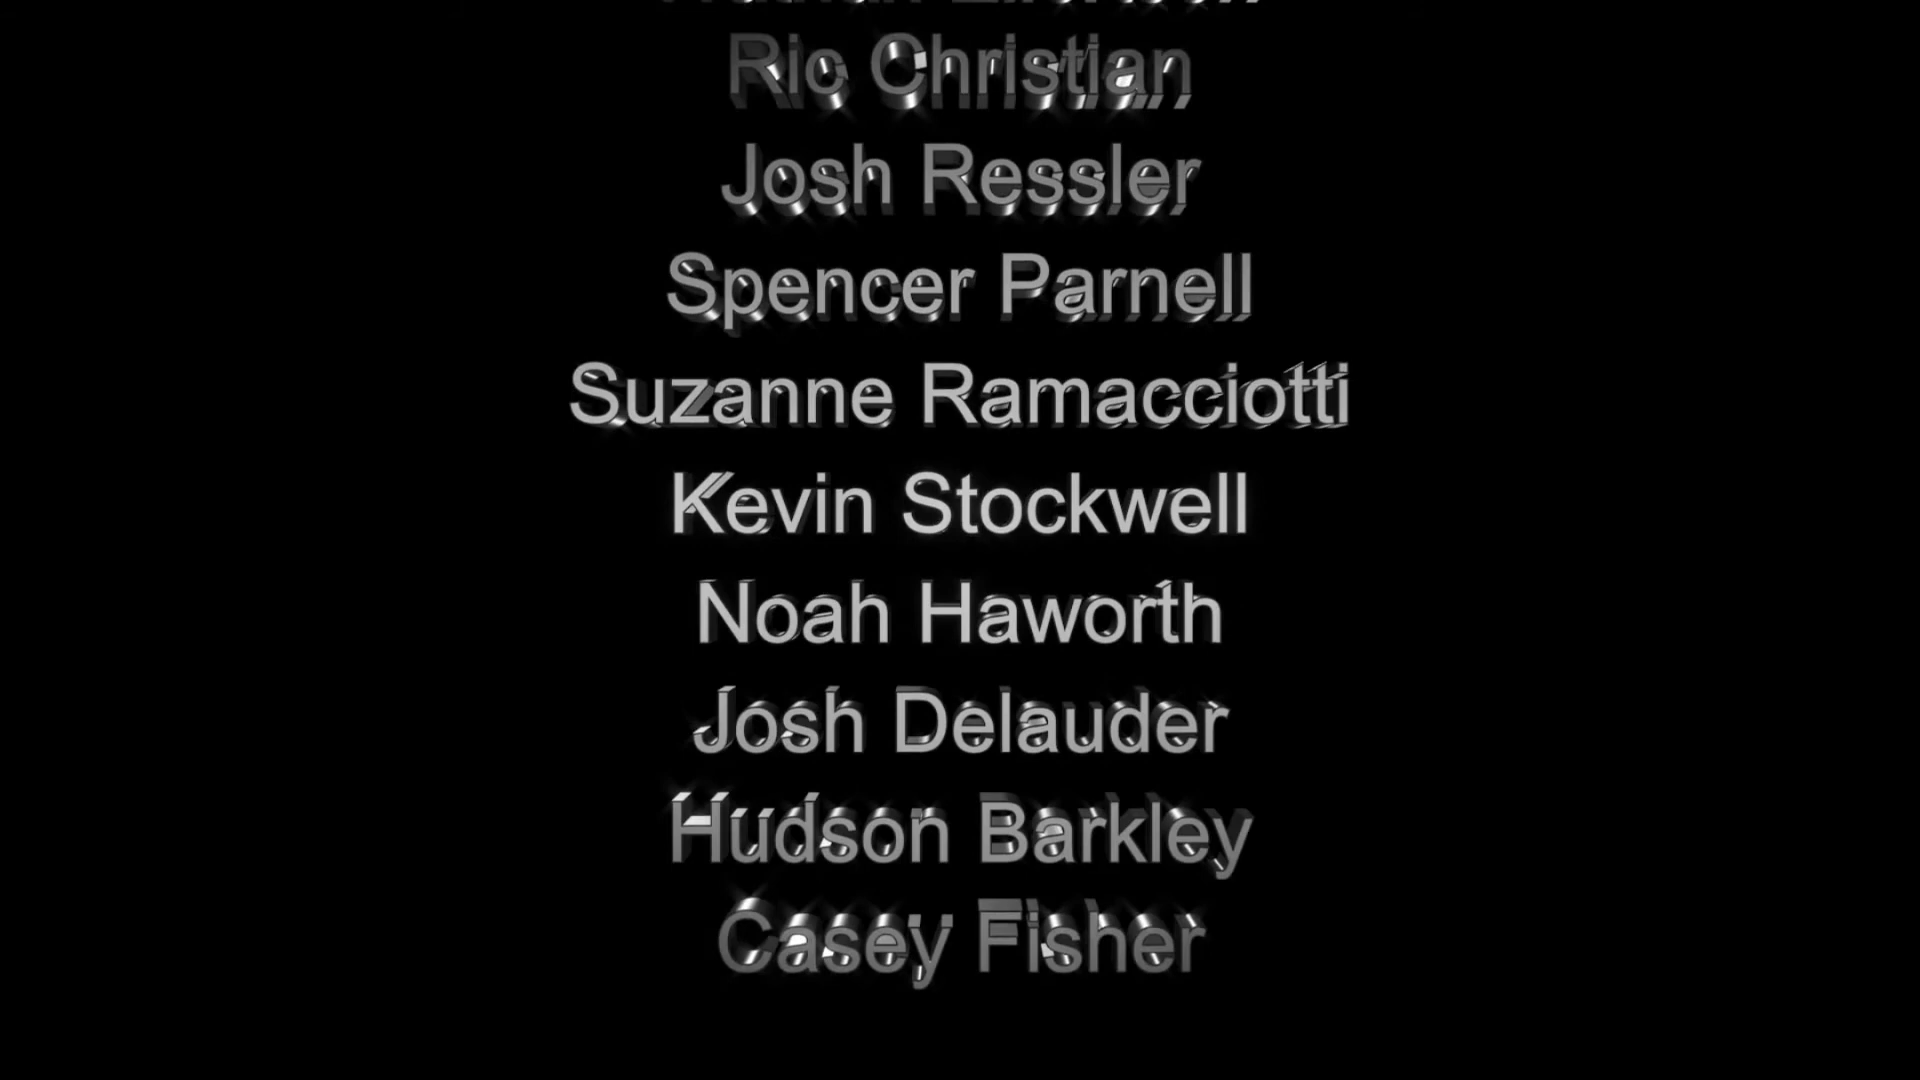 Ric Christian
Josh Ressler
Spencer Parnell
Suzanne Ramacciotti
Kevin Stockwell
Noah Haworth
Josh Delauder
Hudson Barkley
Casey Fisher